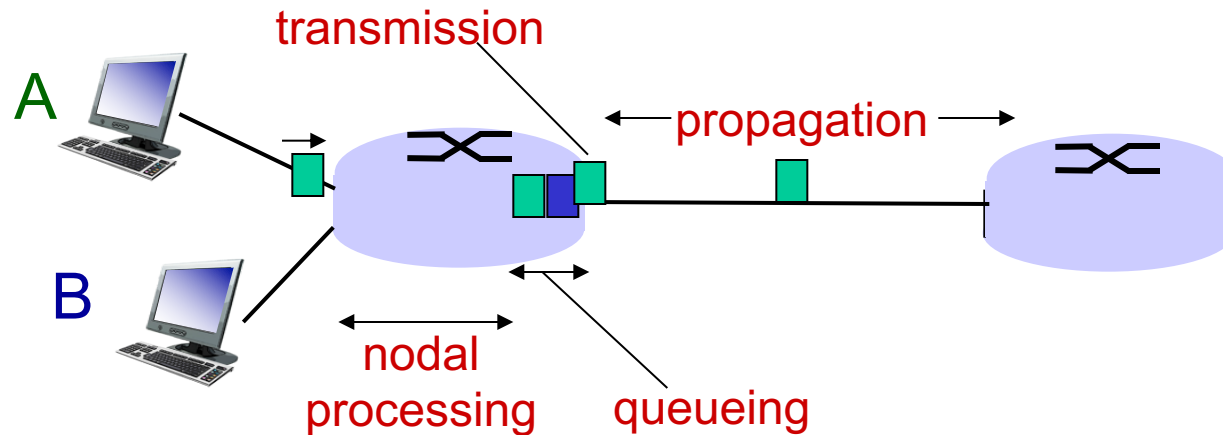 transmission
A
propagation
B
nodal
processing
queueing